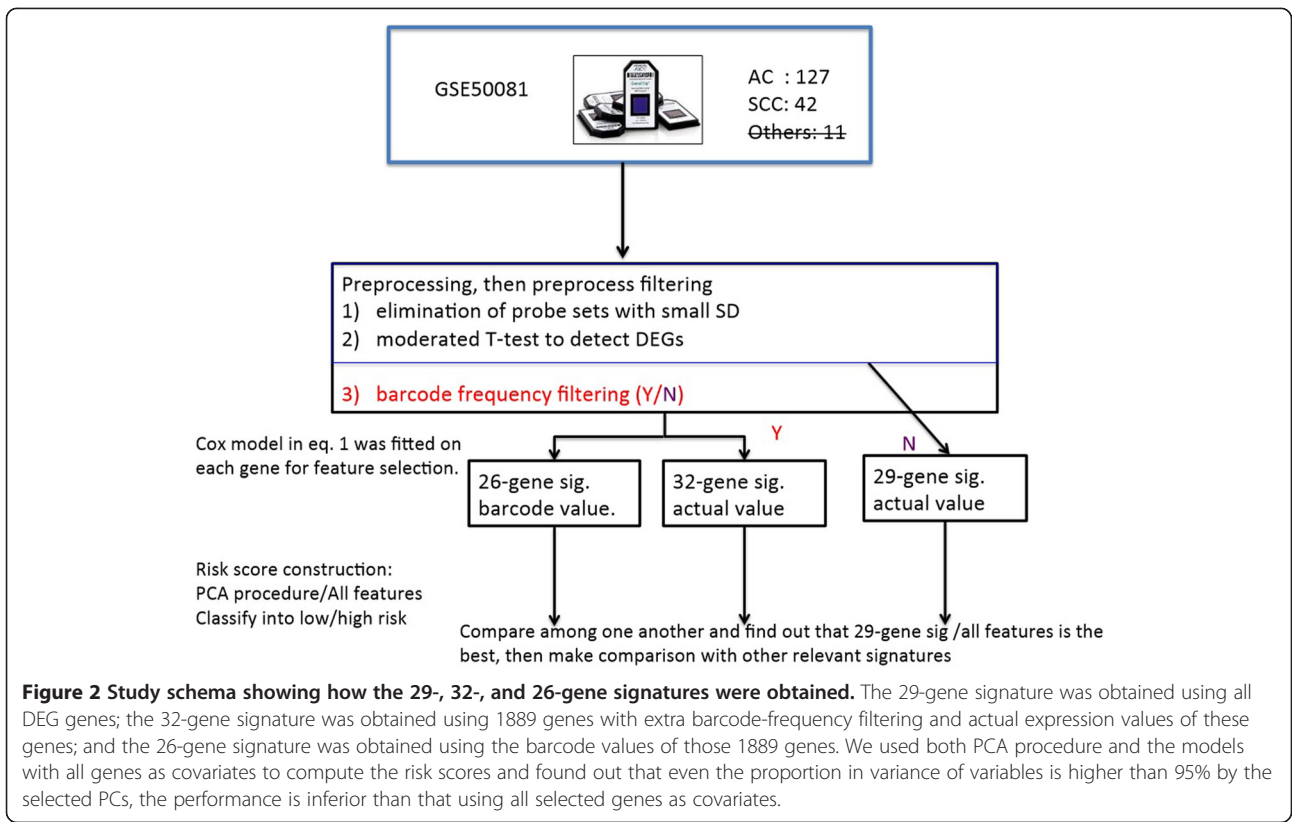 GSE50081
AC : 127
SCC: 42
Others: 11
Preprocessing, then preprocess filtering
1) elimination of probe sets with small SD
2) moderated T-test to detect DEGs
3) barcode frequency filtering (Y/N)
Y
N
Cox model in eq. 1 was fitted on
each gene for feature selection.
26-gene sig.
barcode value.
32-gene sig.
actual value
29-gene sig.
actual value
Risk score construction:
PCA procedure/All features
Classify into low/high risk
Compare among one another and find out that 29-gene sig /all features is the
best, then make comparison with other relevant signatures
Figure 2 Study schema showing how the 29-, 32-, and 26-gene signatures were obtained. The 29-gene signature was obtained using all
DEG genes; the 32-gene signature was obtained using 1889 genes with extra barcode-frequency filtering and actual expression values of these
genes; and the 26-gene signature was obtained using the barcode values of those 1889 genes. We used both PCA procedure and the models
with all genes as covariates to compute the risk scores and found out that even the proportion in variance of variables is higher than 95% by the
selected PCs, the performance is inferior than that using all selected genes as covariates.